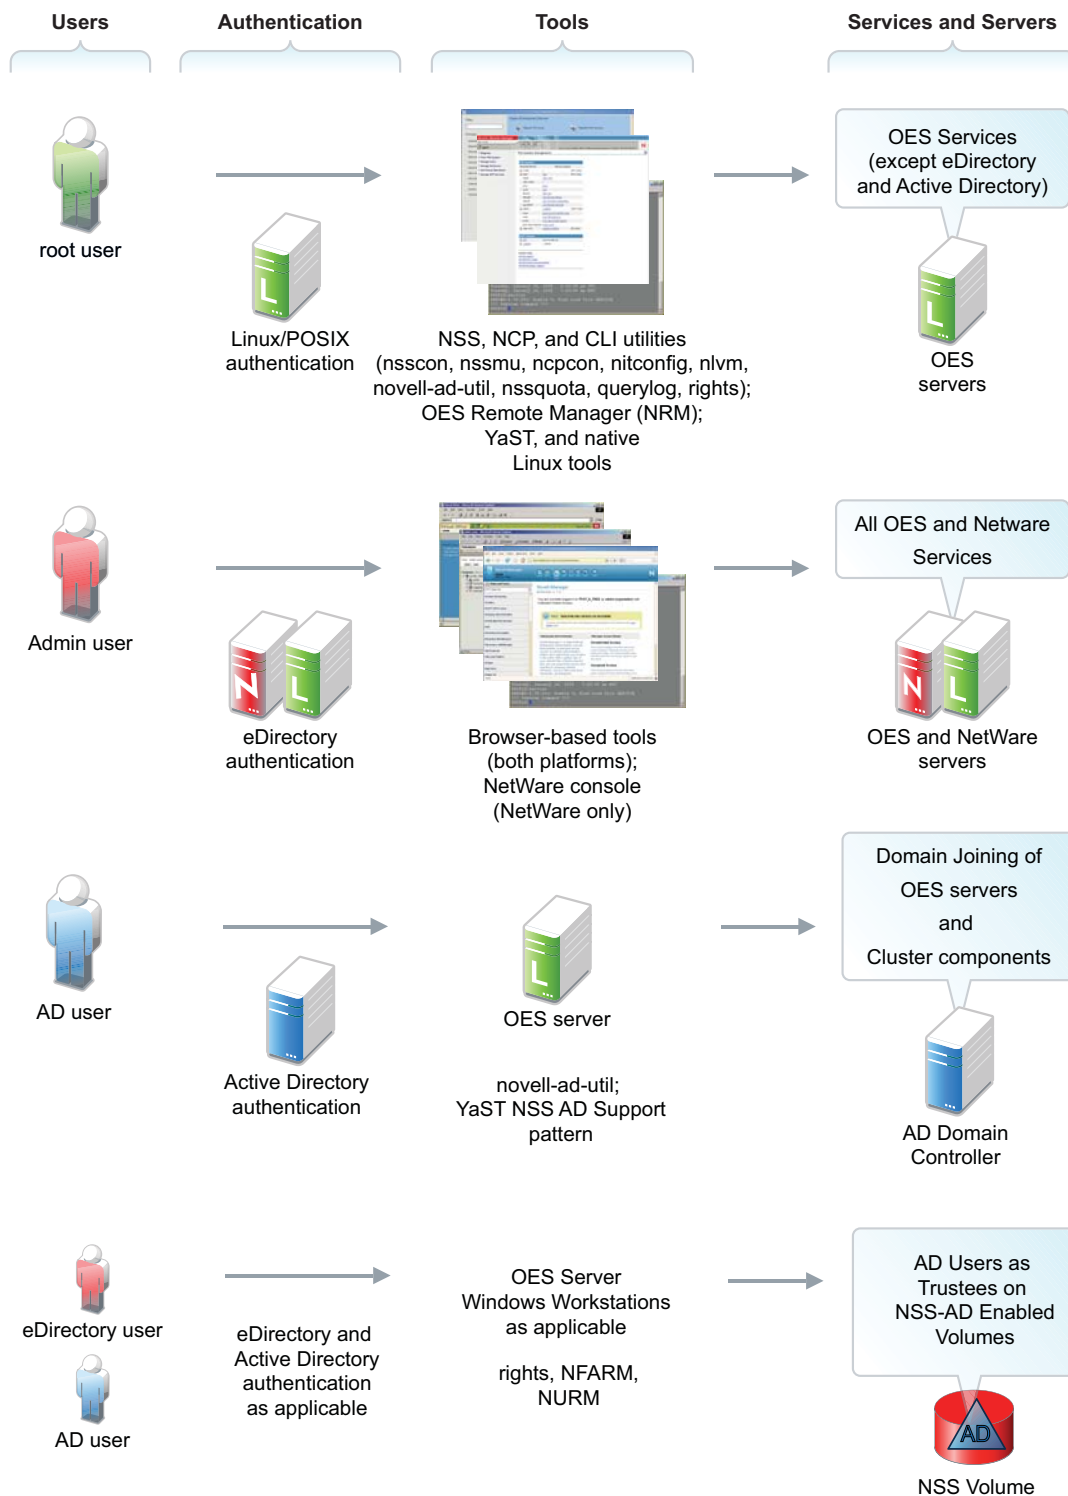 Users
Authentication
Tools
Services and Servers
OES Services
(except eDirectory
and Active Directory)
root user
L
L
Linux/POSIX
authentication
NSS, NCP, and CLI utilities
(nsscon, nssmu, ncpcon, nitconfig, nlvm,
novell-ad-util, nssquota, querylog, rights);
OES Remote Manager (NRM);
YaST, and native
Linux tools
OES
servers
All OES and Netware
Services
Admin user
N
L
N
L
eDirectory
authentication
Browser-based tools
(both platforms);
NetWare console
(NetWare only)
OES and NetWare
servers
Domain Joining of
OES servers
and
Cluster components
AD user
L
OES server
Active Directory
authentication
novell-ad-util;
YaST NSS AD Support
pattern
AD Domain
Controller
AD Users as
Trustees on
NSS-AD Enabled
Volumes
eDirectory user
AD user
eDirectory and
Active Directory
authentication
as applicable
OES Server
Windows Workstations
as applicable
rights, NFARM,
NURM
AD
NSS Volume